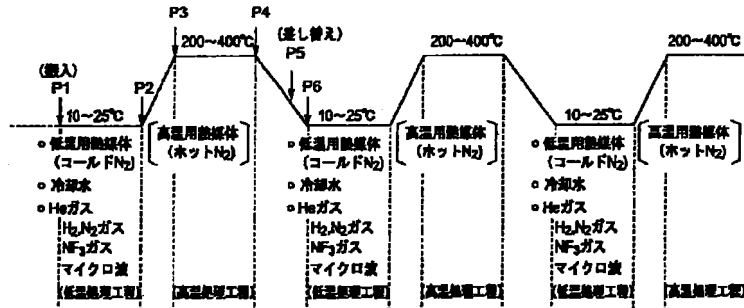 P3 P4
200〜400℃ (差し替え) 200〜400℃ 200〜400℃
(搬入) P5
P1 P2 P6
10〜25℃ 10〜25℃ 10〜25℃
○低温用熱媒体 高温用熱媒体 ○低温用熱媒体 高温用熱媒体 ○低温用熱媒体 高温用熱媒体
(コールドN₂) (ホットN₂) (コールドN₂) (ホットN₂) (コールドN₂) (ホットN₂)
○冷却水 ○冷却水 ○冷却水
○Heガス ○Heガス ○Heガス
H₂,N₂ガス H₂,N₂ガス H₂,N₂ガス
NF₃ガス NF₃ガス NF₃ガス
マイクロ波 マイクロ波 マイクロ波
【低温処理工程】 【高温処理工程】 【低温処理工程】 【高温処理工程】 【低温処理工程】 【高温処理工程】